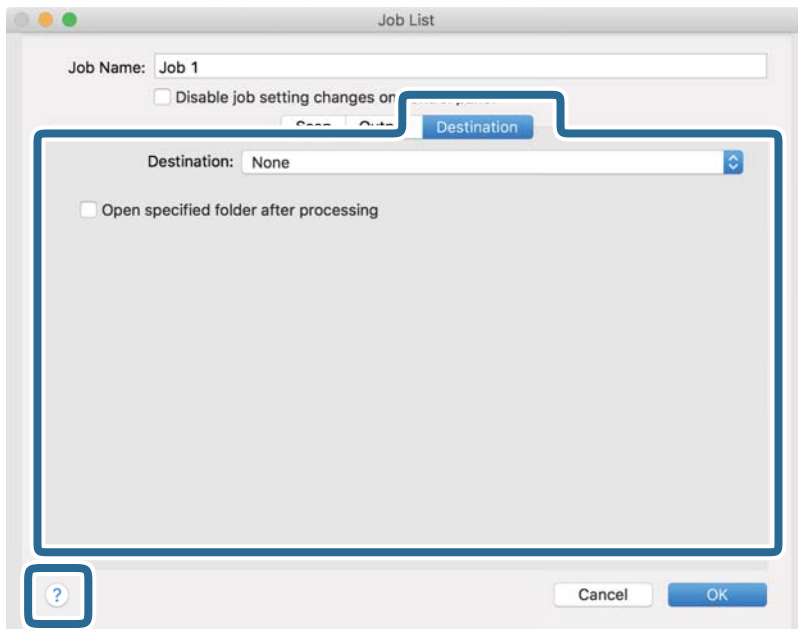 Job List
Job Name: Job 1
Disable job setting changes on
Destination
Destination: None
Open specified folder after processing
?
Cancel OK